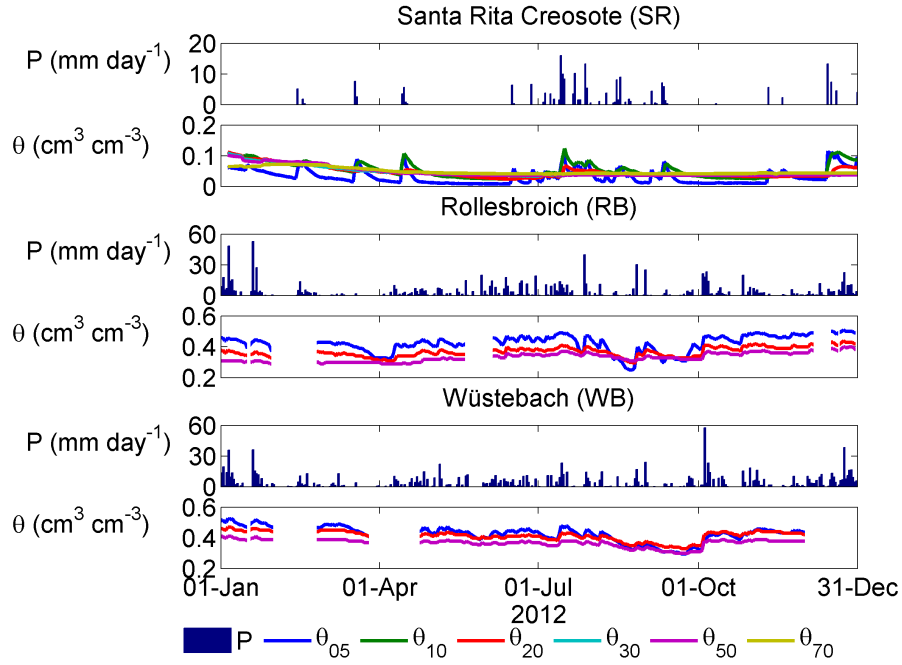 Santa Rita Creosote (SR)
P (mm day⁻¹)
20
10
0
θ (cm³ cm⁻³)
0.2
0.1
0
Rollesbroich (RB)
P (mm day⁻¹)
60
30
0
θ (cm³ cm⁻³)
0.6
0.4
0.2
Wüstebach (WB)
P (mm day⁻¹)
60
30
0
θ (cm³ cm⁻³)
0.6
0.4
0.2
01-Jan 01-Apr 01-Jul 01-Oct 31-Dec
2012
P θ₀₅ θ₁₀ θ₂₀ θ₃₀ θ₅₀ θ₇₀